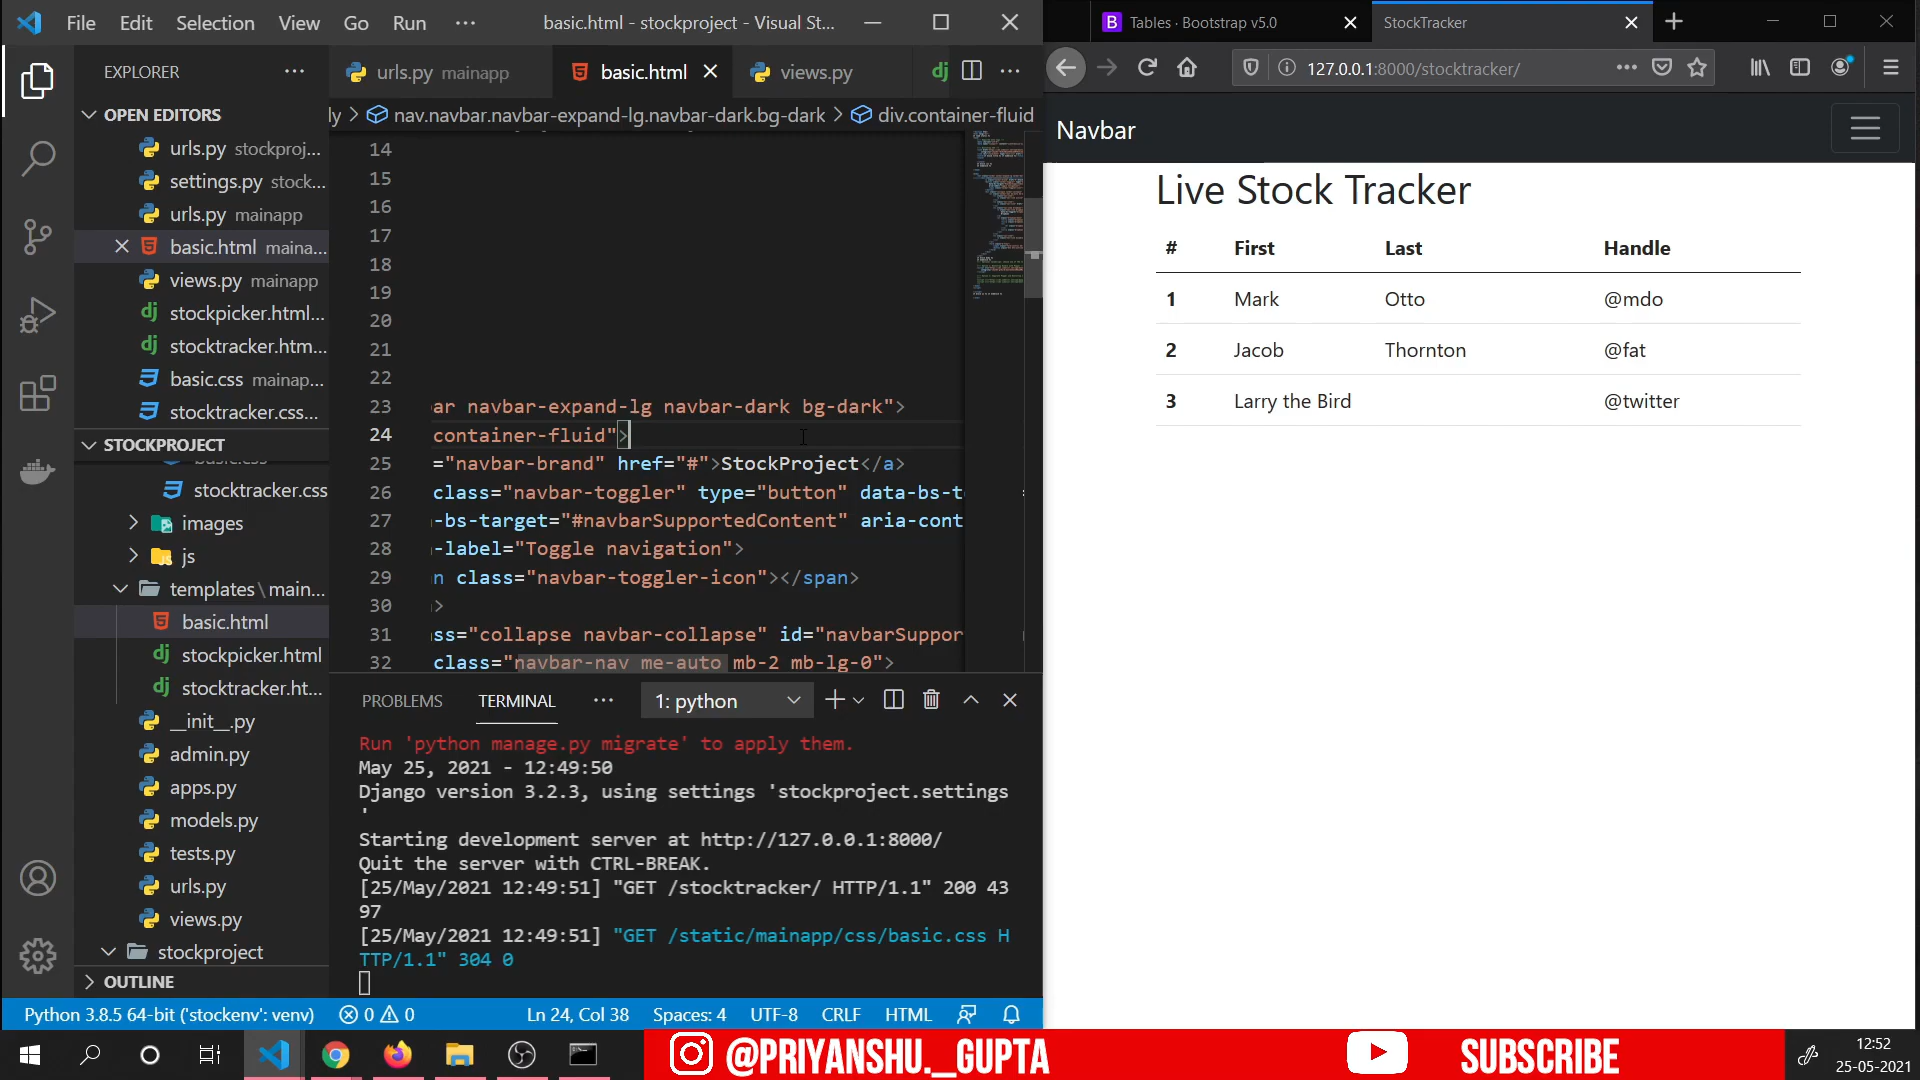 File Edit Selection View Go Run ··· basic.html - stockproject - Visual St...
EXPLORER ···
OPEN EDITORS
urls.py stockproj...
settings.py stock...
urls.py mainapp
basic.html maina...
views.py mainapp
stockpicker.html...
stocktracker.htm...
basic.css mainap...
stocktracker.css...
STOCKPROJECT
basic.css
stocktracker.css
images
js
templates\main...
basic.html
stockpicker.html
stocktracker.ht...
__init__.py
admin.py
apps.py
models.py
tests.py
urls.py
views.py
stockproject
OUTLINE
urls.py mainapp basic.html views.py dj ···
ly > nav.navbar.navbar-expand-lg.navbar-dark.bg-dark > div.container-fluid
14
15
16
17
18
19
20
21
22
23 ar navbar-expand-lg navbar-dark bg-dark">
24 container-fluid">
25 ="navbar-brand" href="#">StockProject</a>
26 class="navbar-toggler" type="button" data-bs-t
27 -bs-target="#navbarSupportedContent" aria-cont
28 -label="Toggle navigation">
29 n class="navbar-toggler-icon"></span>
30 >
31 ss="collapse navbar-collapse" id="navbarSuppor
32 class="navbar-nav me-auto mb-2 mb-lg-0">
PROBLEMS TERMINAL ··· 1: python
Run 'python manage.py migrate' to apply them.
May 25, 2021 - 12:49:50
Django version 3.2.3, using settings 'stockproject.settings
'
Starting development server at http://127.0.0.1:8000/
Quit the server with CTRL-BREAK.
[25/May/2021 12:49:51] "GET /stocktracker/ HTTP/1.1" 200 43
97
[25/May/2021 12:49:51] "GET /static/mainapp/css/basic.css H
TTP/1.1" 304 0
Python 3.8.5 64-bit ('stockenv': venv) 0 0 Ln 24, Col 38 Spaces: 4 UTF-8 CRLF HTML
B Tables · Bootstrap v5.0 StockTracker
127.0.0.1:8000/stocktracker/ ···
Navbar
Live Stock Tracker
# First Last Handle
1 Mark Otto @mdo
2 Jacob Thornton @fat
3 Larry the Bird @twitter
@PRIYANSHU._GUPTA SUBSCRIBE
12:52
25-05-2021